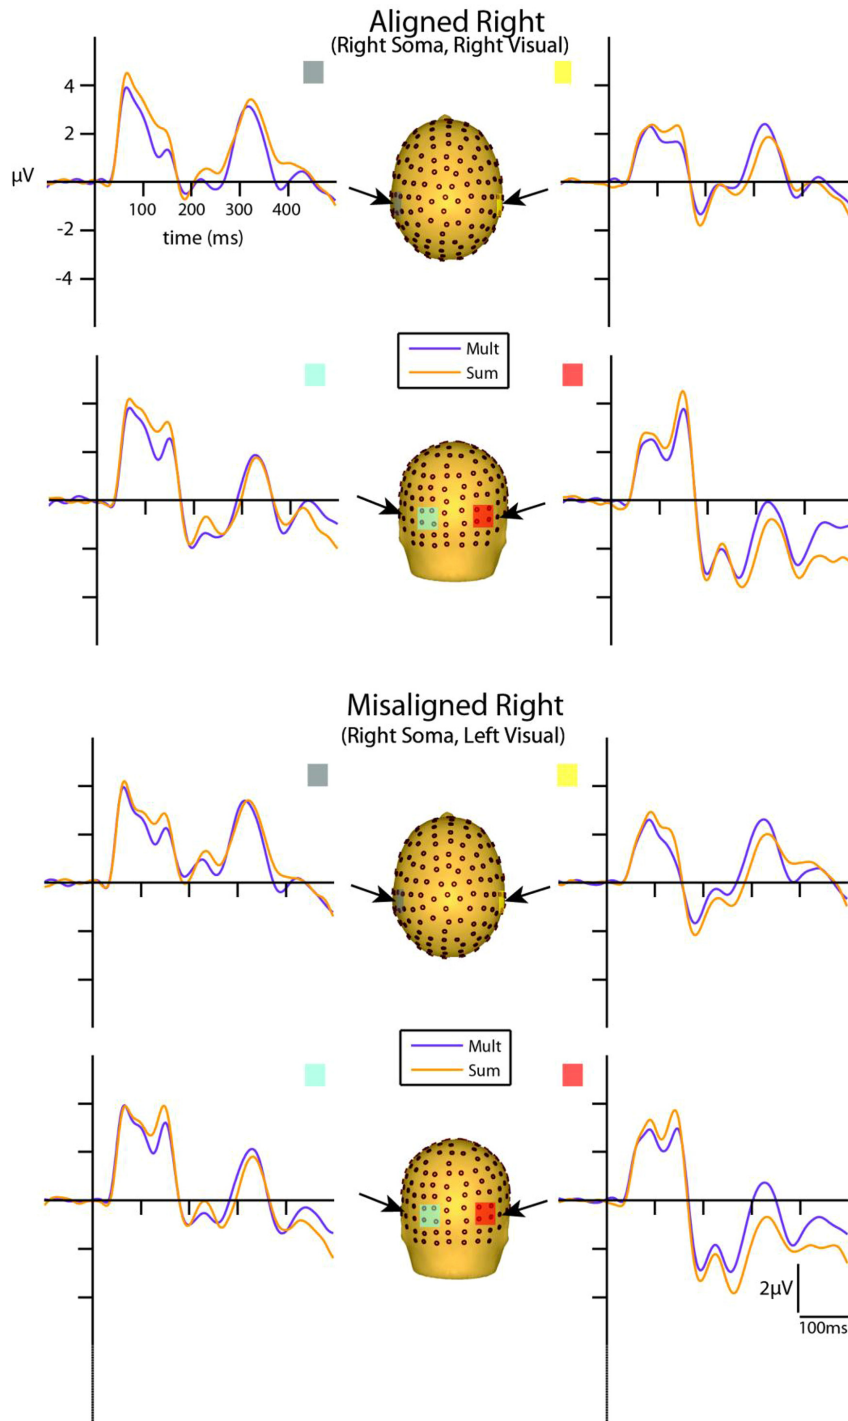 Aligned Right
(Right Soma, Right Visual)
4
2
µV
100 200 300 400
-2
time (ms)
-4
Mult
Sum
Misaligned Right
(Right Soma, Left Visual)
Mult
Sum
2µV
100ms